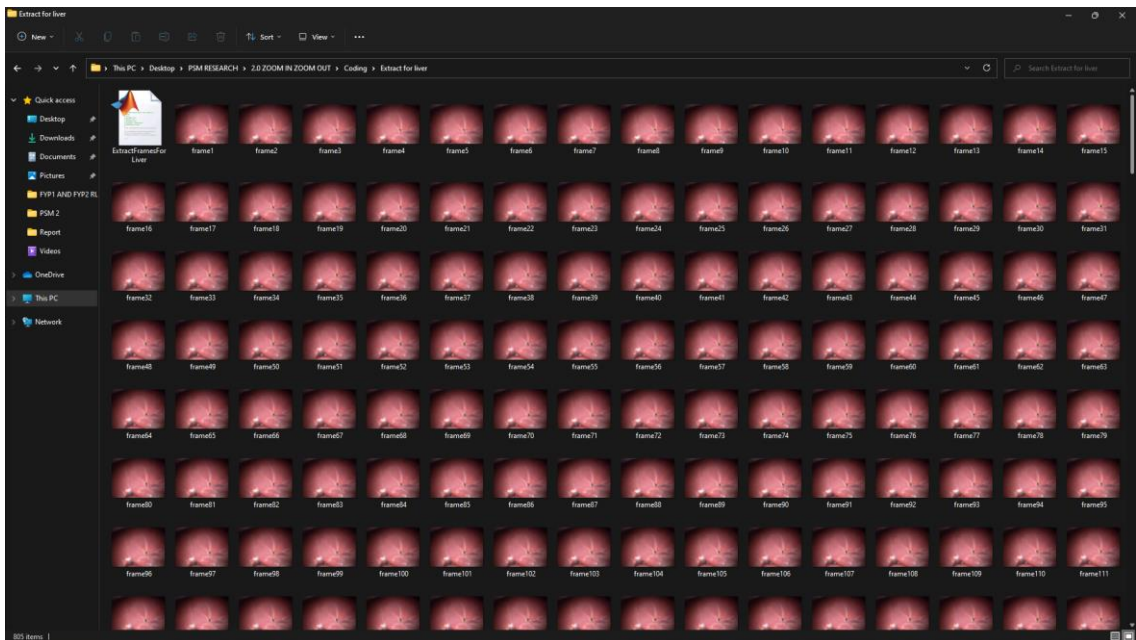 Extract for liver
New Sort View ...
This PC > Desktop > PSM RESEARCH > 2.0 ZOOM IN ZOOM OUT > Coding > Extract for liver
Search Extract for liver
Quick access
Desktop
Downloads
Documents
Pictures
FYP1 AND FYP2 RL
PSM 2
Report
Videos
OneDrive
This PC
Network
ExtractFramesFor
Liver
frame1 frame2 frame3 frame4 frame5 frame6 frame7 frame8 frame9 frame10 frame11 frame12 frame13 frame14 frame15
frame16 frame17 frame18 frame19 frame20 frame21 frame22 frame23 frame24 frame25 frame26 frame27 frame28 frame29 frame30 frame31
frame32 frame33 frame34 frame35 frame36 frame37 frame38 frame39 frame40 frame41 frame42 frame43 frame44 frame45 frame46 frame47
frame48 frame49 frame50 frame51 frame52 frame53 frame54 frame55 frame56 frame57 frame58 frame59 frame60 frame61 frame62 frame63
frame64 frame65 frame66 frame67 frame68 frame69 frame70 frame71 frame72 frame73 frame74 frame75 frame76 frame77 frame78 frame79
frame80 frame81 frame82 frame83 frame84 frame85 frame86 frame87 frame88 frame89 frame90 frame91 frame92 frame93 frame94 frame95
frame96 frame97 frame98 frame99 frame100 frame101 frame102 frame103 frame104 frame105 frame106 frame107 frame108 frame109 frame110 frame111
805 items